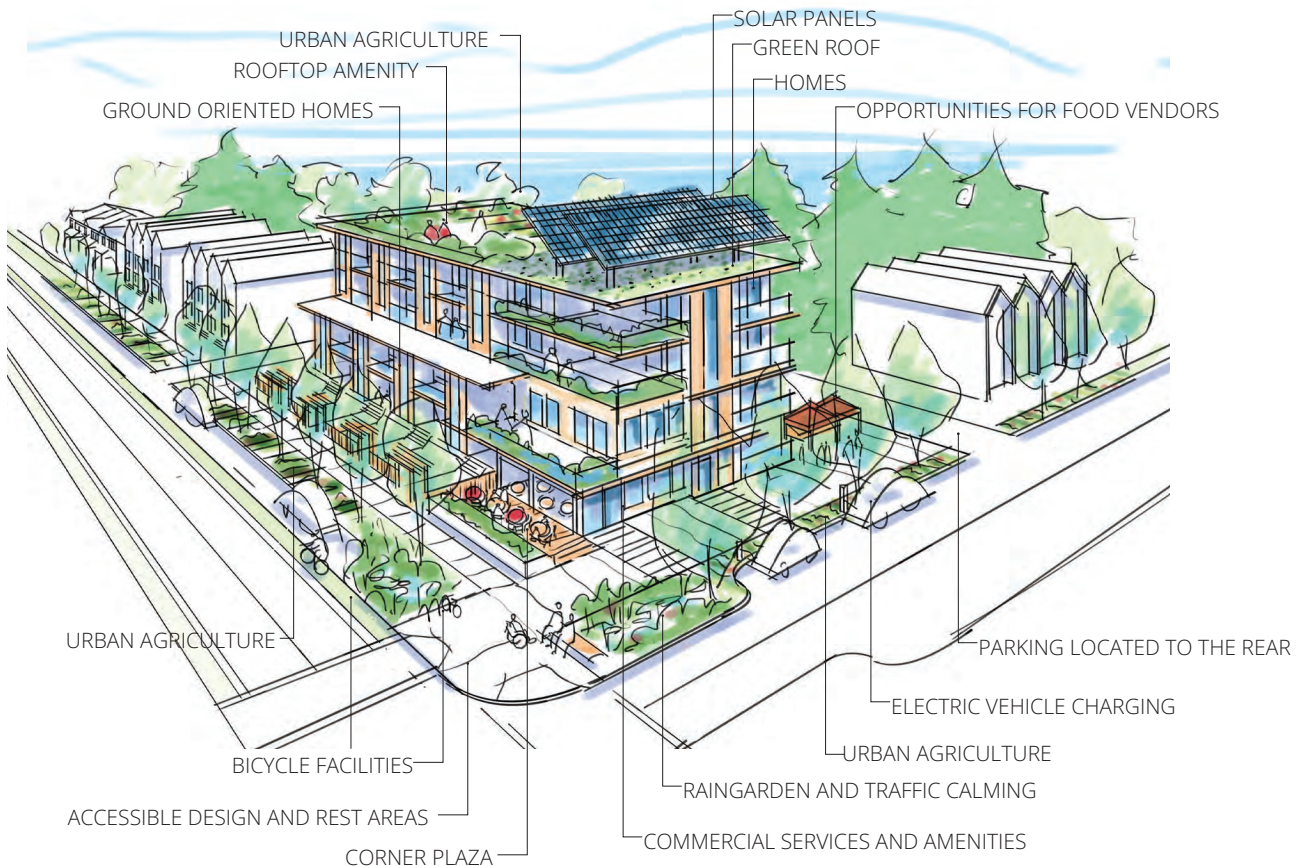 SOLAR PANELS
URBAN AGRICULTURE
GREEN ROOF
ROOFTOP AMENITY
HOMES
GROUND ORIENTED HOMES
OPPORTUNITIES FOR FOOD VENDORS
URBAN AGRICULTURE
PARKING LOCATED TO THE REAR
ELECTRIC VEHICLE CHARGING
URBAN AGRICULTURE
BICYCLE FACILITIES
RAINGARDEN AND TRAFFIC CALMING
ACCESSIBLE DESIGN AND REST AREAS
COMMERCIAL SERVICES AND AMENITIES
CORNER PLAZA